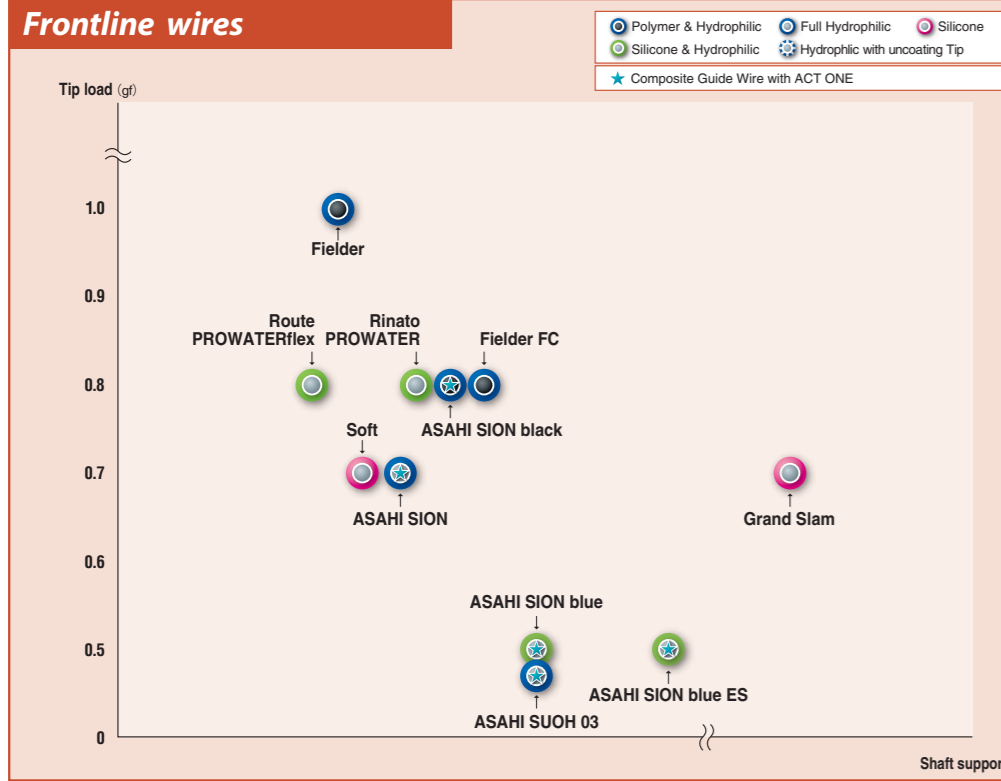 Frontline wires
Polymer & Hydrophilic
Full Hydrophilic
Silicone
Silicone & Hydrophilic
Hydrophlic with uncoating Tip
Composite Guide Wire with ACT ONE
Tip load (gf)
1.0
Fielder
0.9
Route
PROWATERflex
Rinato
PROWATER
Fielder FC
0.8
ASAHI SION black
Soft
0.7
ASAHI SION
Grand Slam
0.6
ASAHI SION blue
0.5
ASAHI SION blue ES
ASAHI SUOH 03
0
Shaft suppor